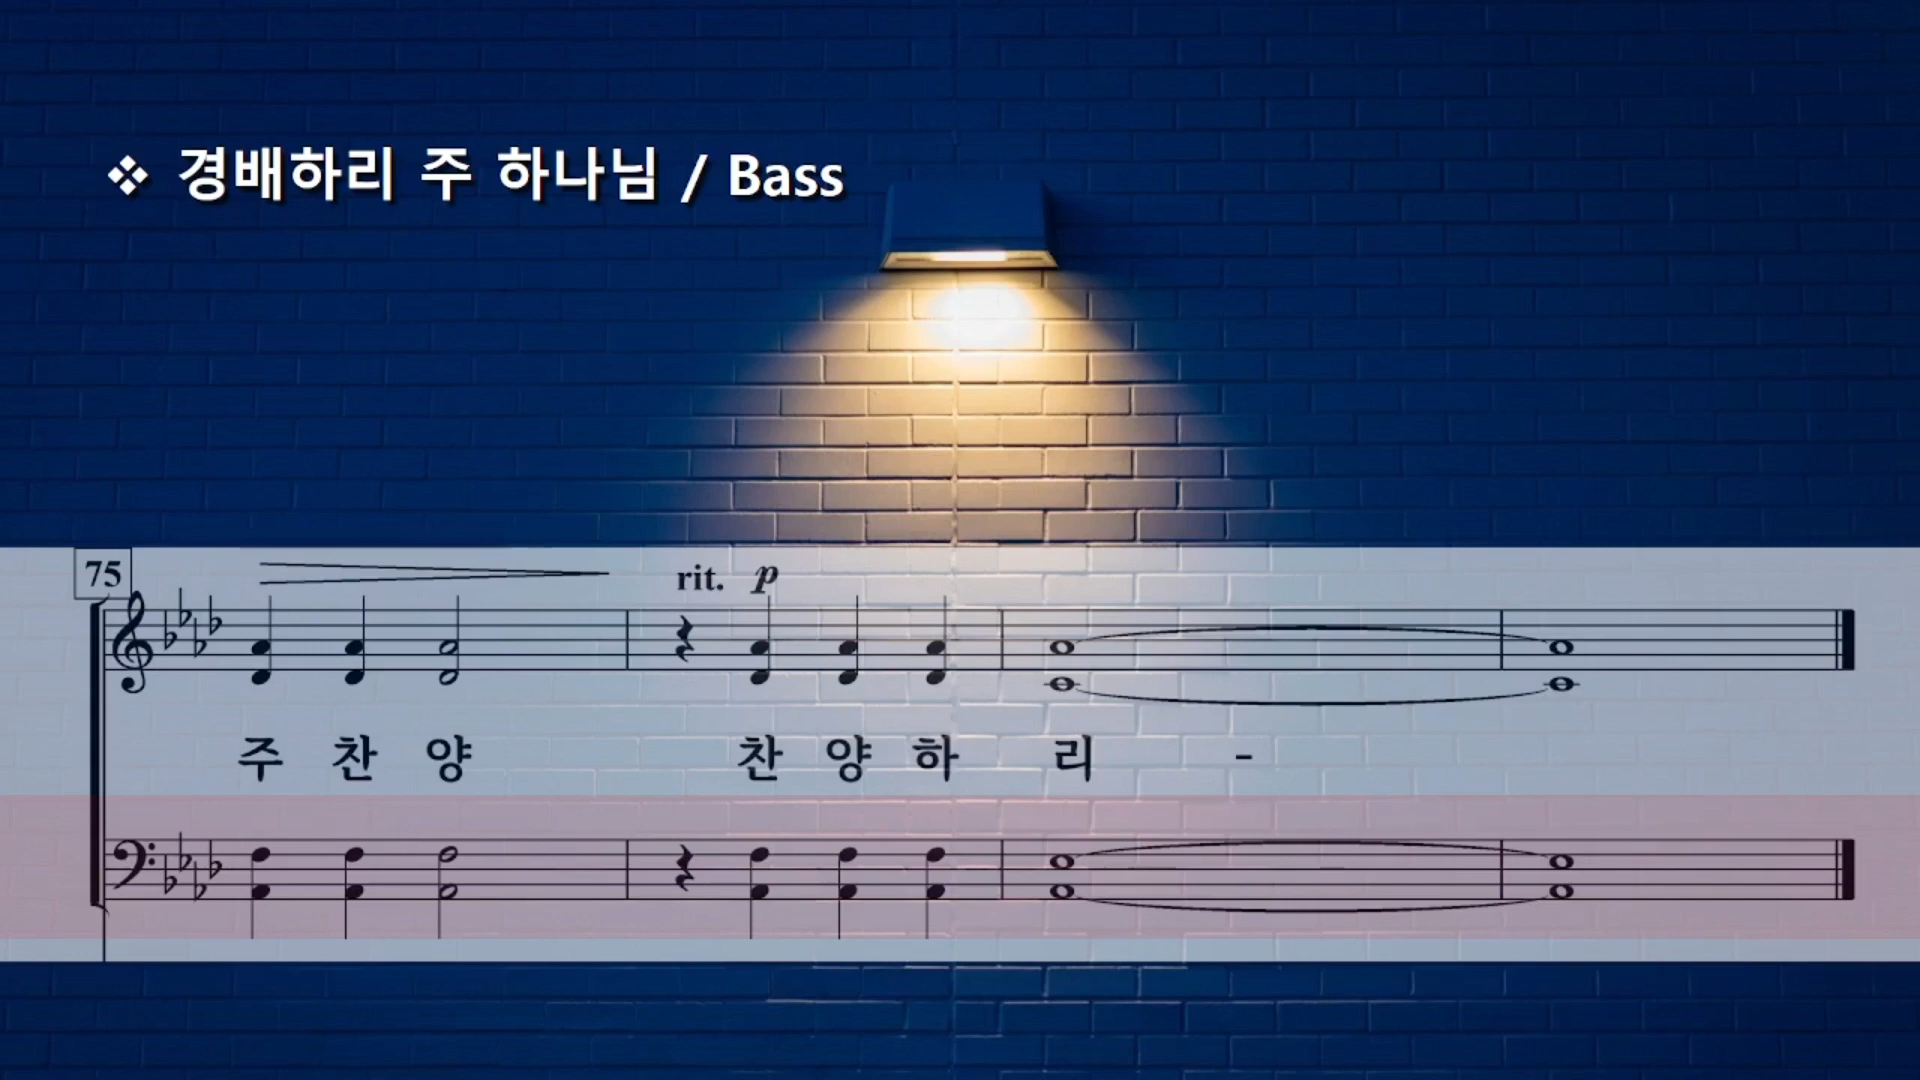 ❖ 경배하리 주 하나님 / Bass
75
rit. p
주 찬 양 찬 양 하 리 -